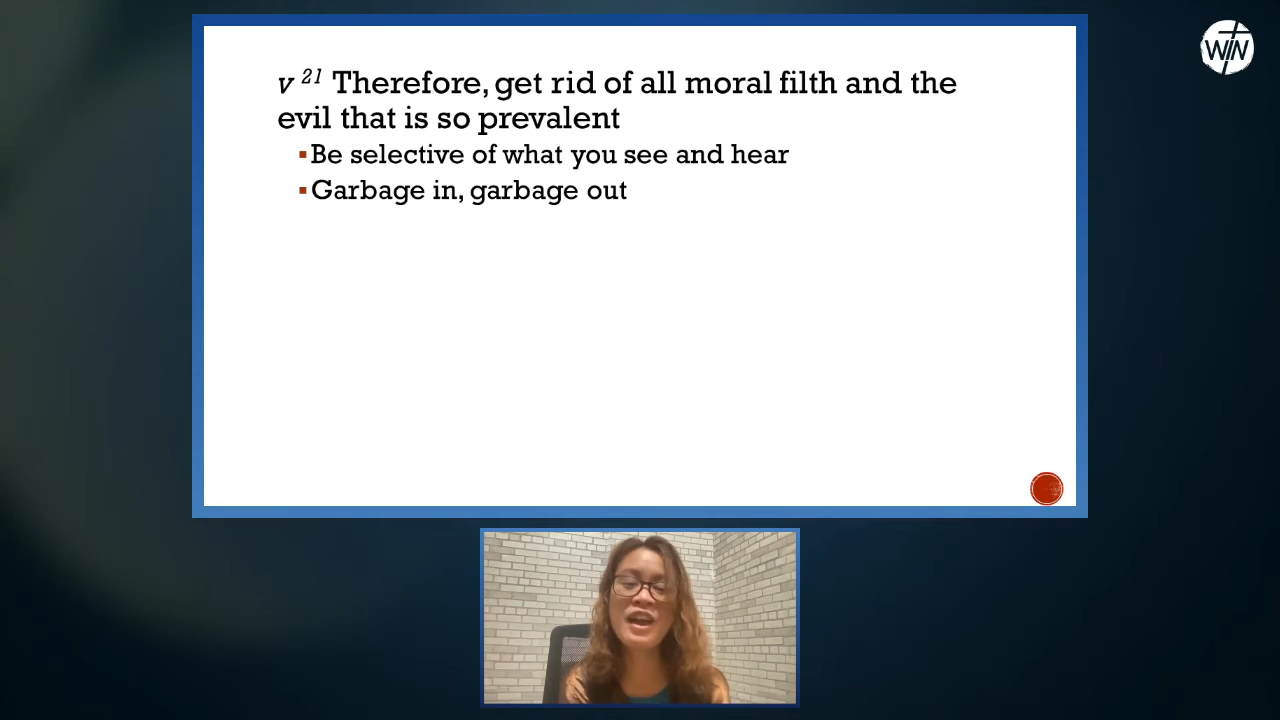 v 21 Therefore, get rid of all moral filth and the
evil that is so prevalent
▪Be selective of what you see and hear
▪Garbage in, garbage out
WIN